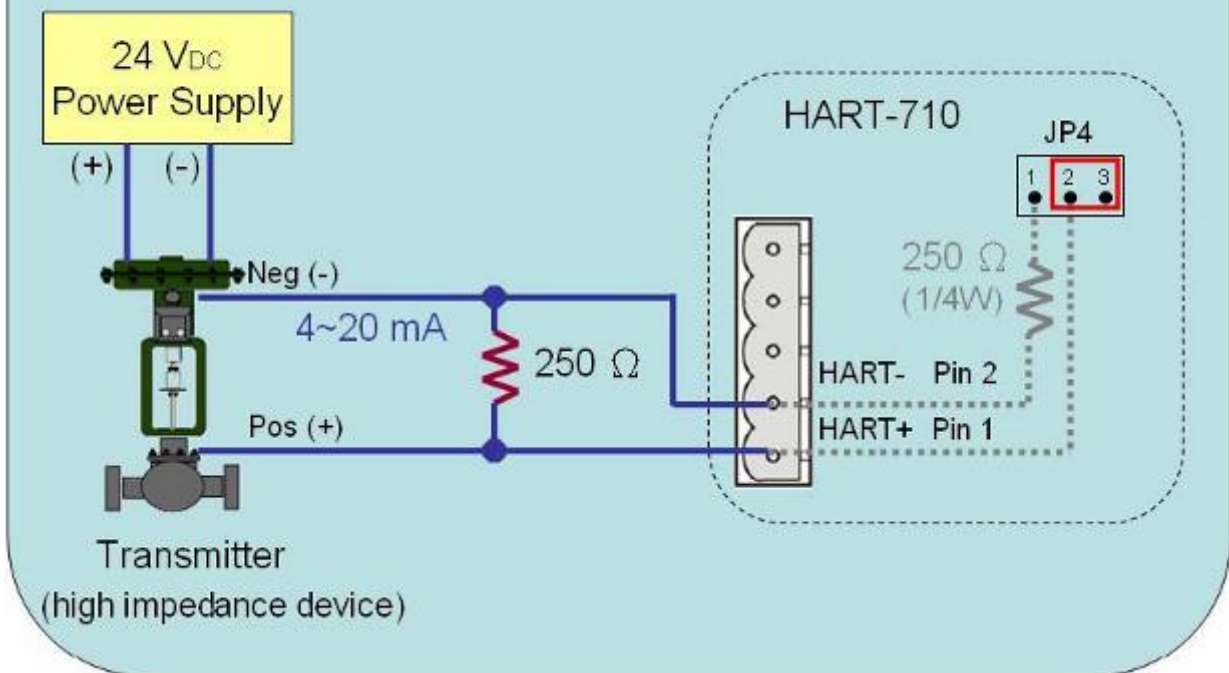 24 VDC
Power Supply
(+) (-)
HART-710
JP4
1 2 3
Neg (-)
4~20 mA
250 Ω
(1/4W)
250 Ω
HART- Pin 2
Pos (+)
HART+ Pin 1
Transmitter
(high impedance device)